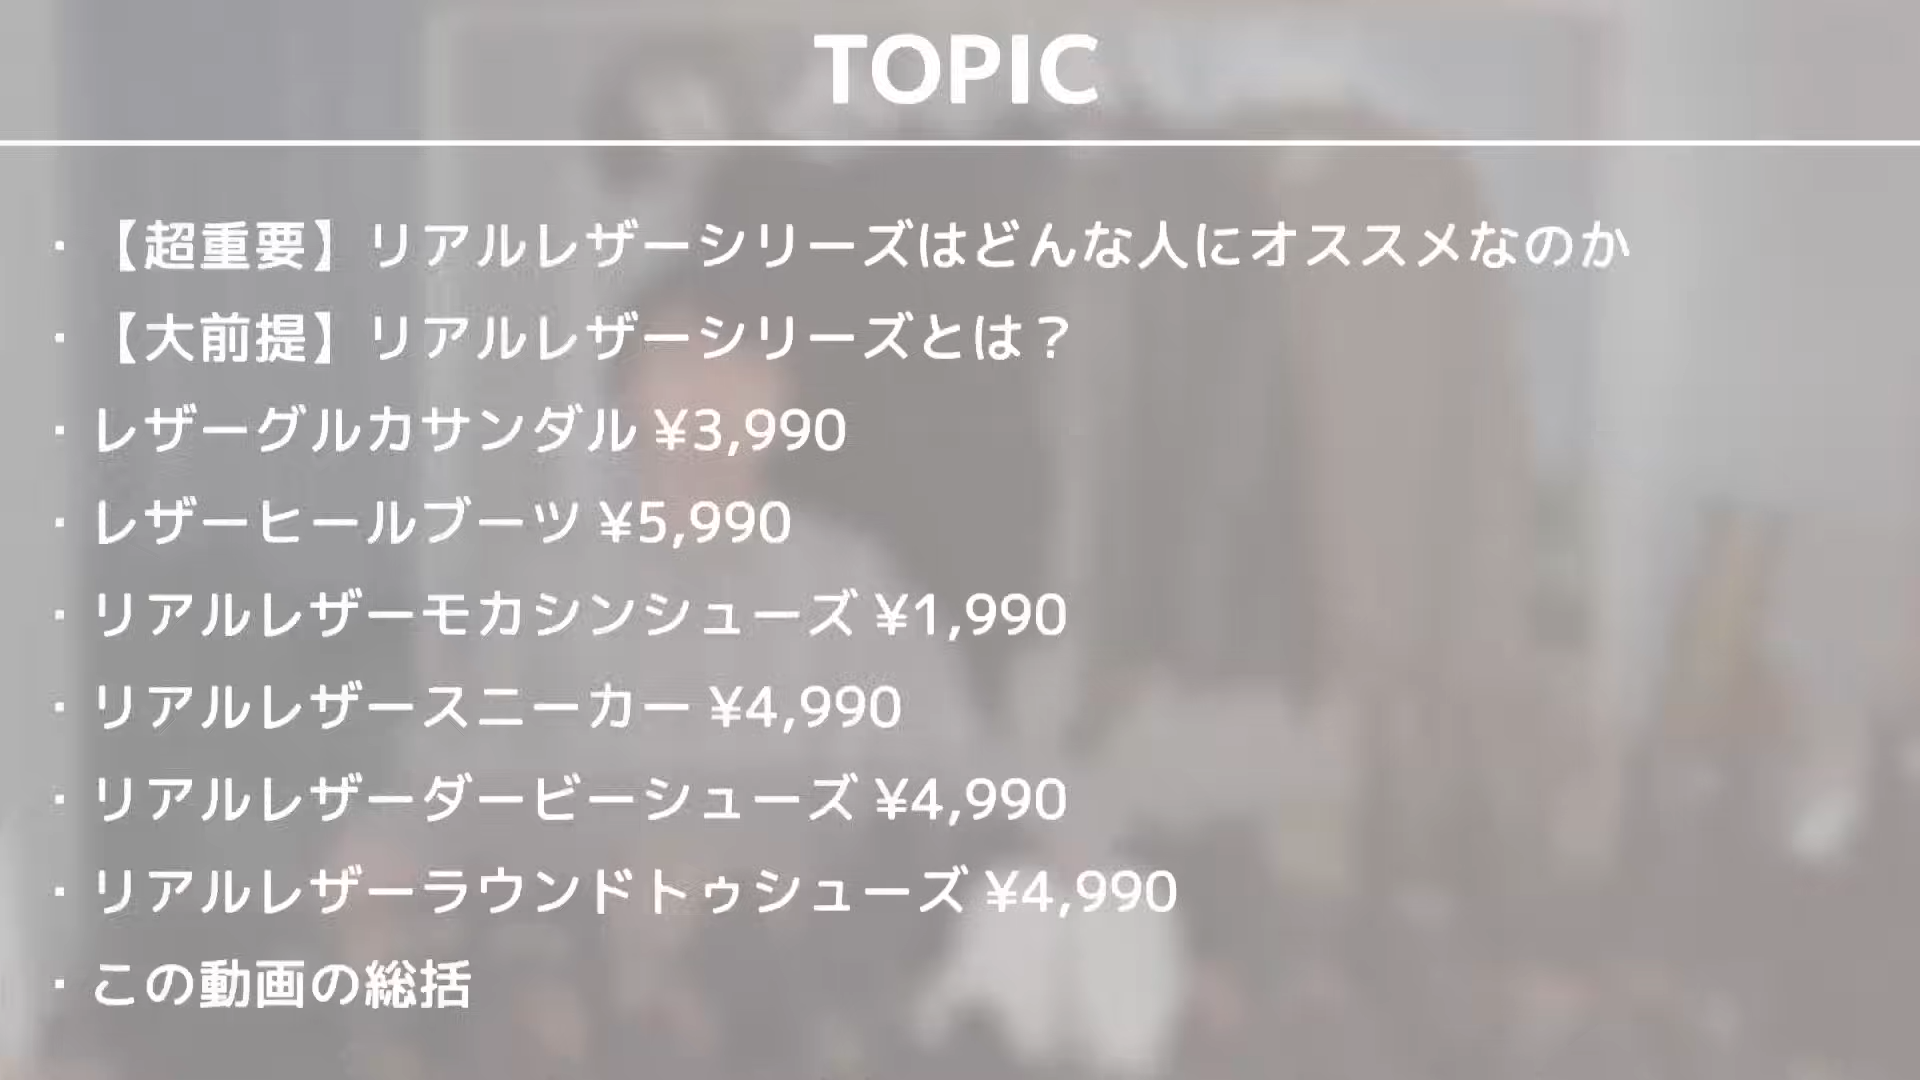 TOPIC
・【超重要】リアルレザーシリーズはどんな人にオススメなのか
・【大前提】リアルレザーシリーズとは？
・レザーグルカサンダル ¥3,990
・レザーヒールブーツ ¥5,990
・リアルレザーモカシンシューズ ¥1,990
・リアルレザースニーカー ¥4,990
・リアルレザーダービーシューズ ¥4,990
・リアルレザーラウンドトゥシューズ ¥4,990
・この動画の総括